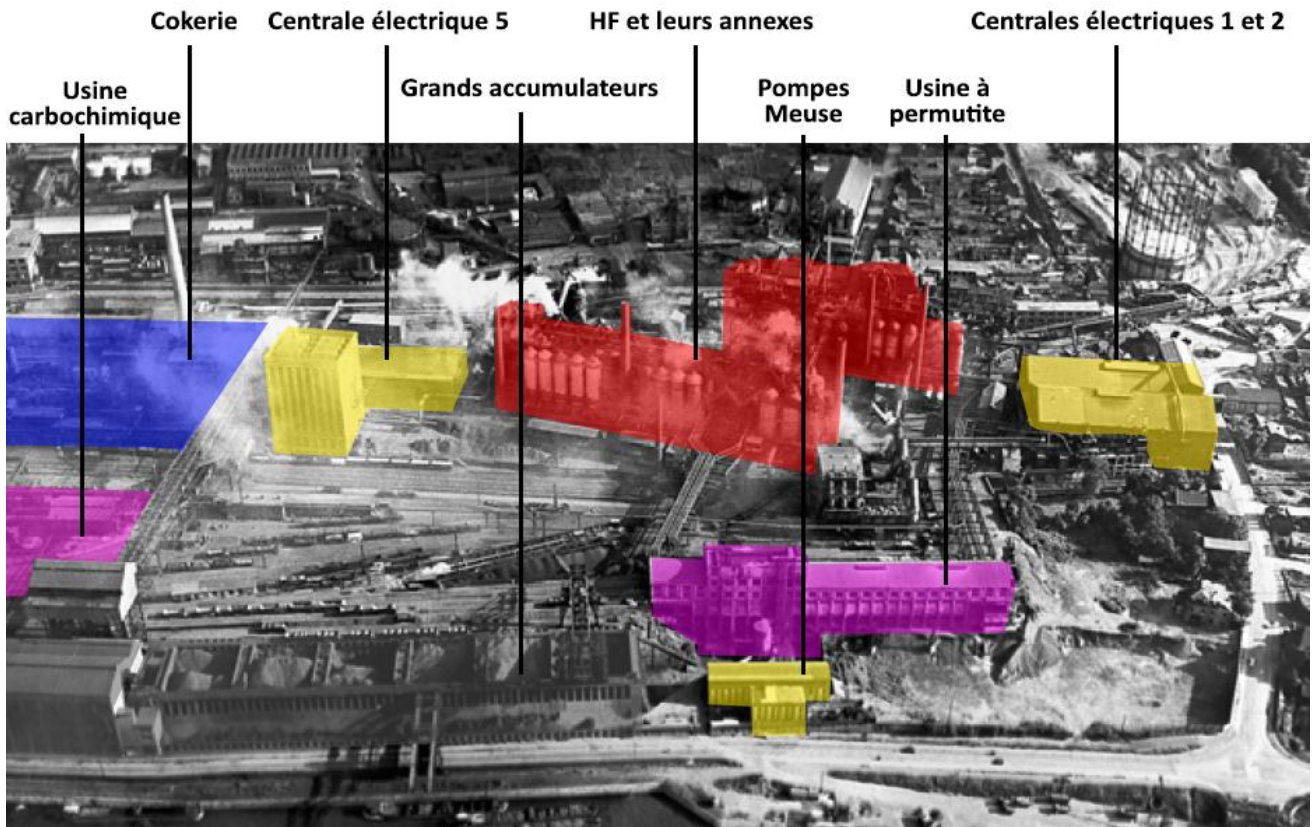 Cokerie
Centrale électrique 5
HF et leurs annexes
Centrales électriques 1 et 2
Usine
carbochimique
Grands accumulateurs
Pompes
Meuse
Usine à
permutite